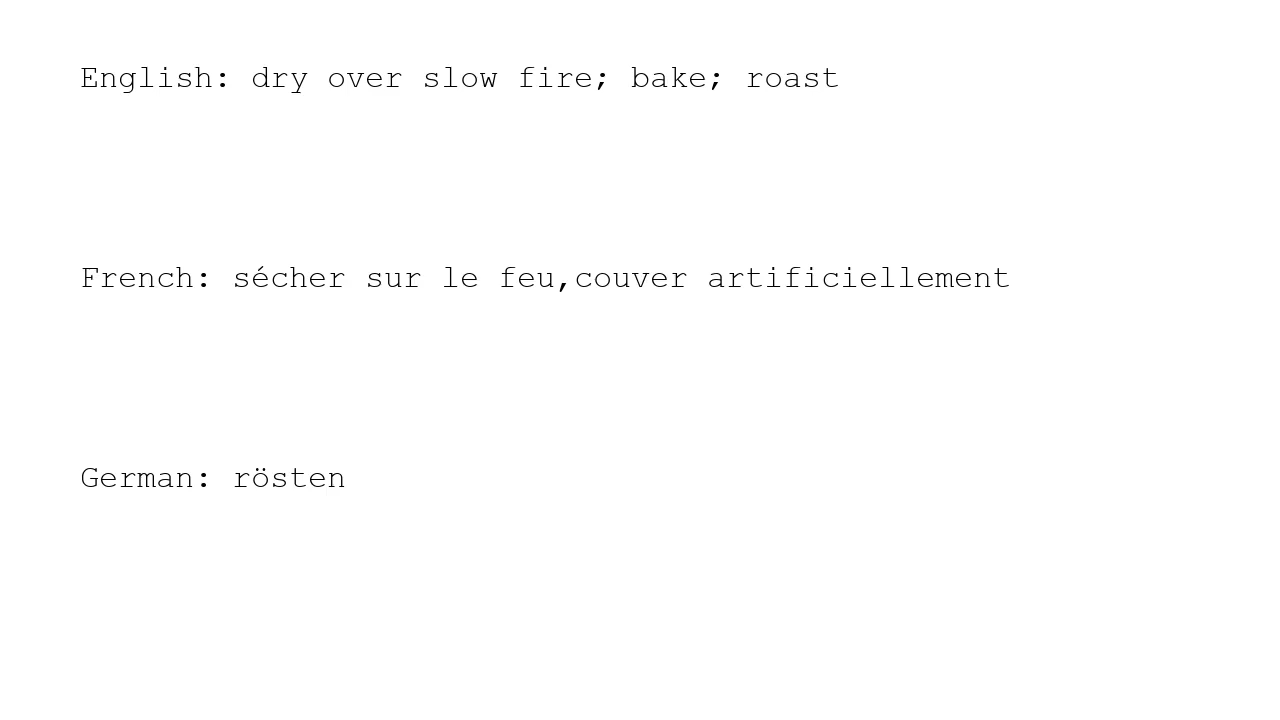 English: dry over slow fire; bake; roast
French: sécher sur le feu,couver artificiellement
German: rösten